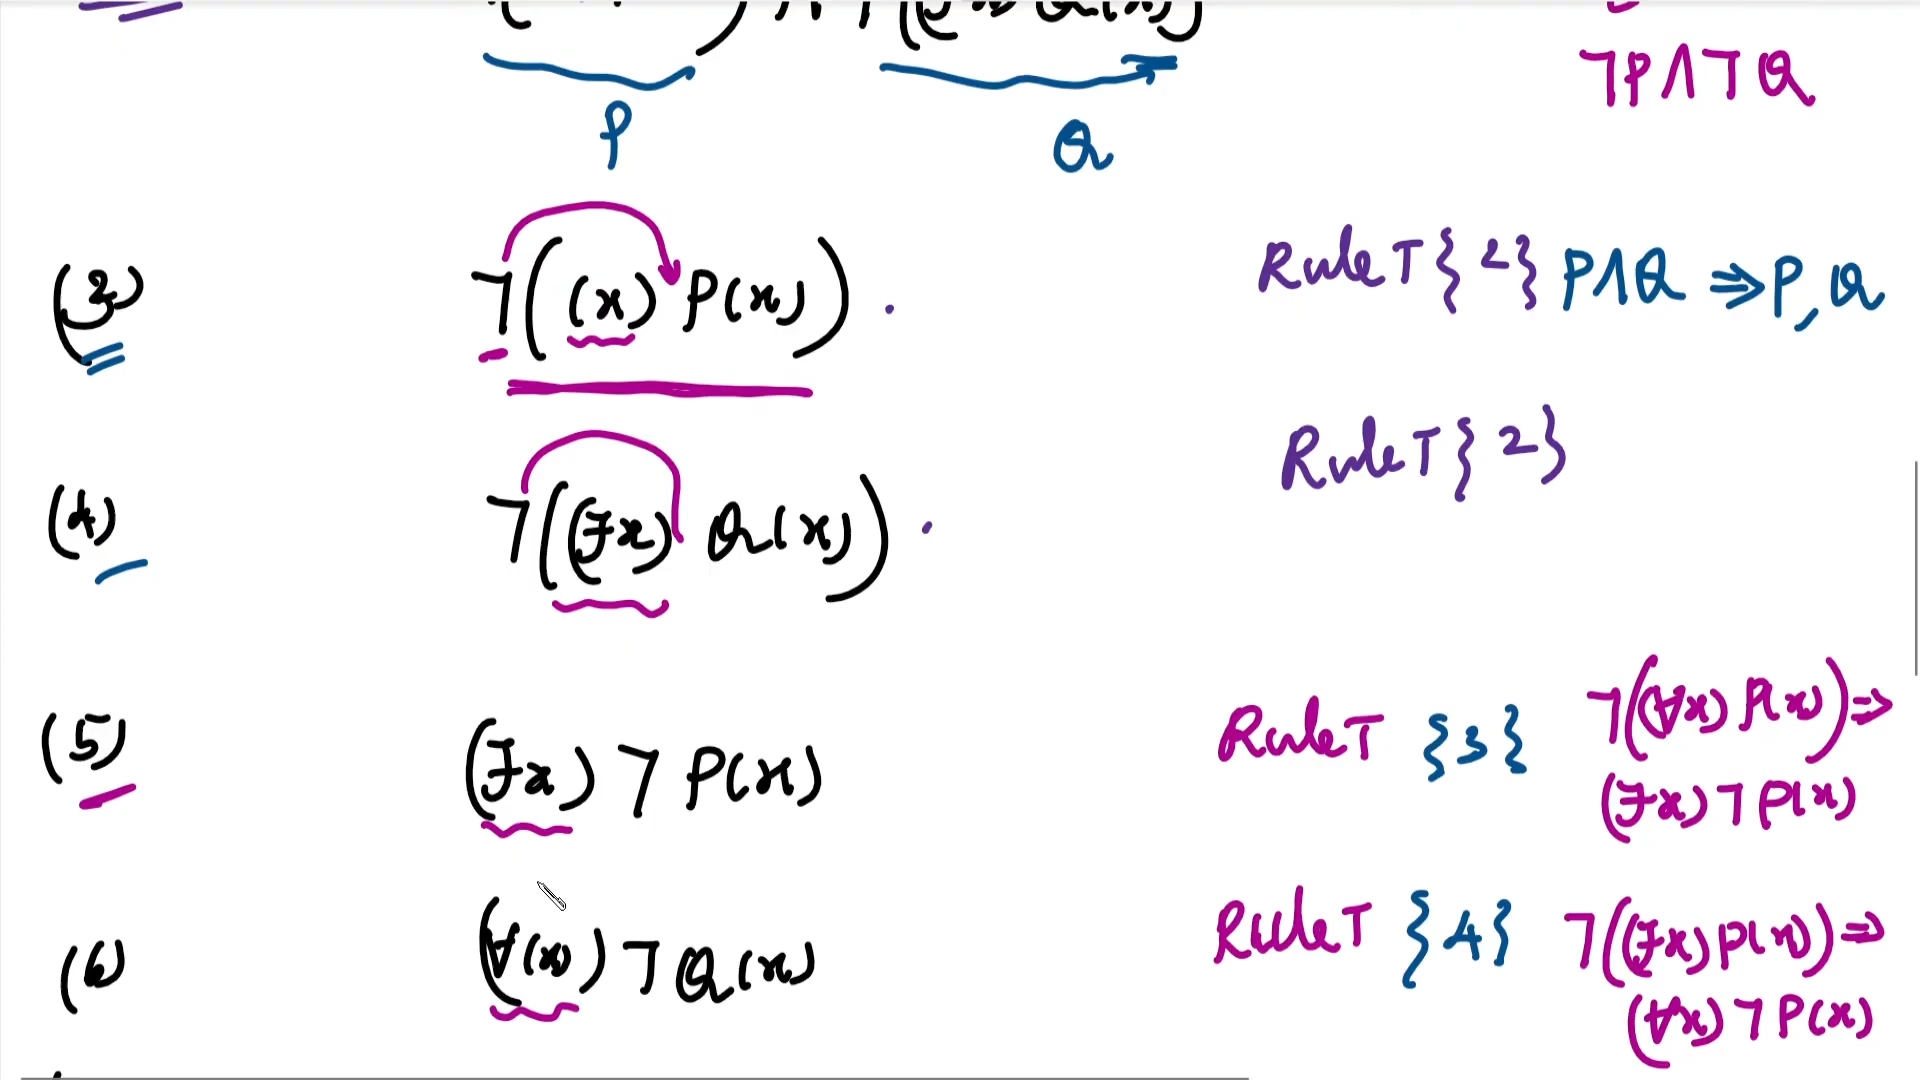 ¬P∧¬Q
P
Q
(3) ¬((x) P(x)). Rule T {2} P∧Q ⇒ P, Q
(4) ¬((∃x) Q(x)). Rule T {2}
(5) (∃x) ¬ P(x) Rule T {3} ¬((∀x) P(x)) ⇒
(∃x) ¬ P(x)
(6) (∀(x)) ¬ Q(x) Rule T {4} ¬((∃x) P(x)) ⇒
(∀x) ¬ P(x)